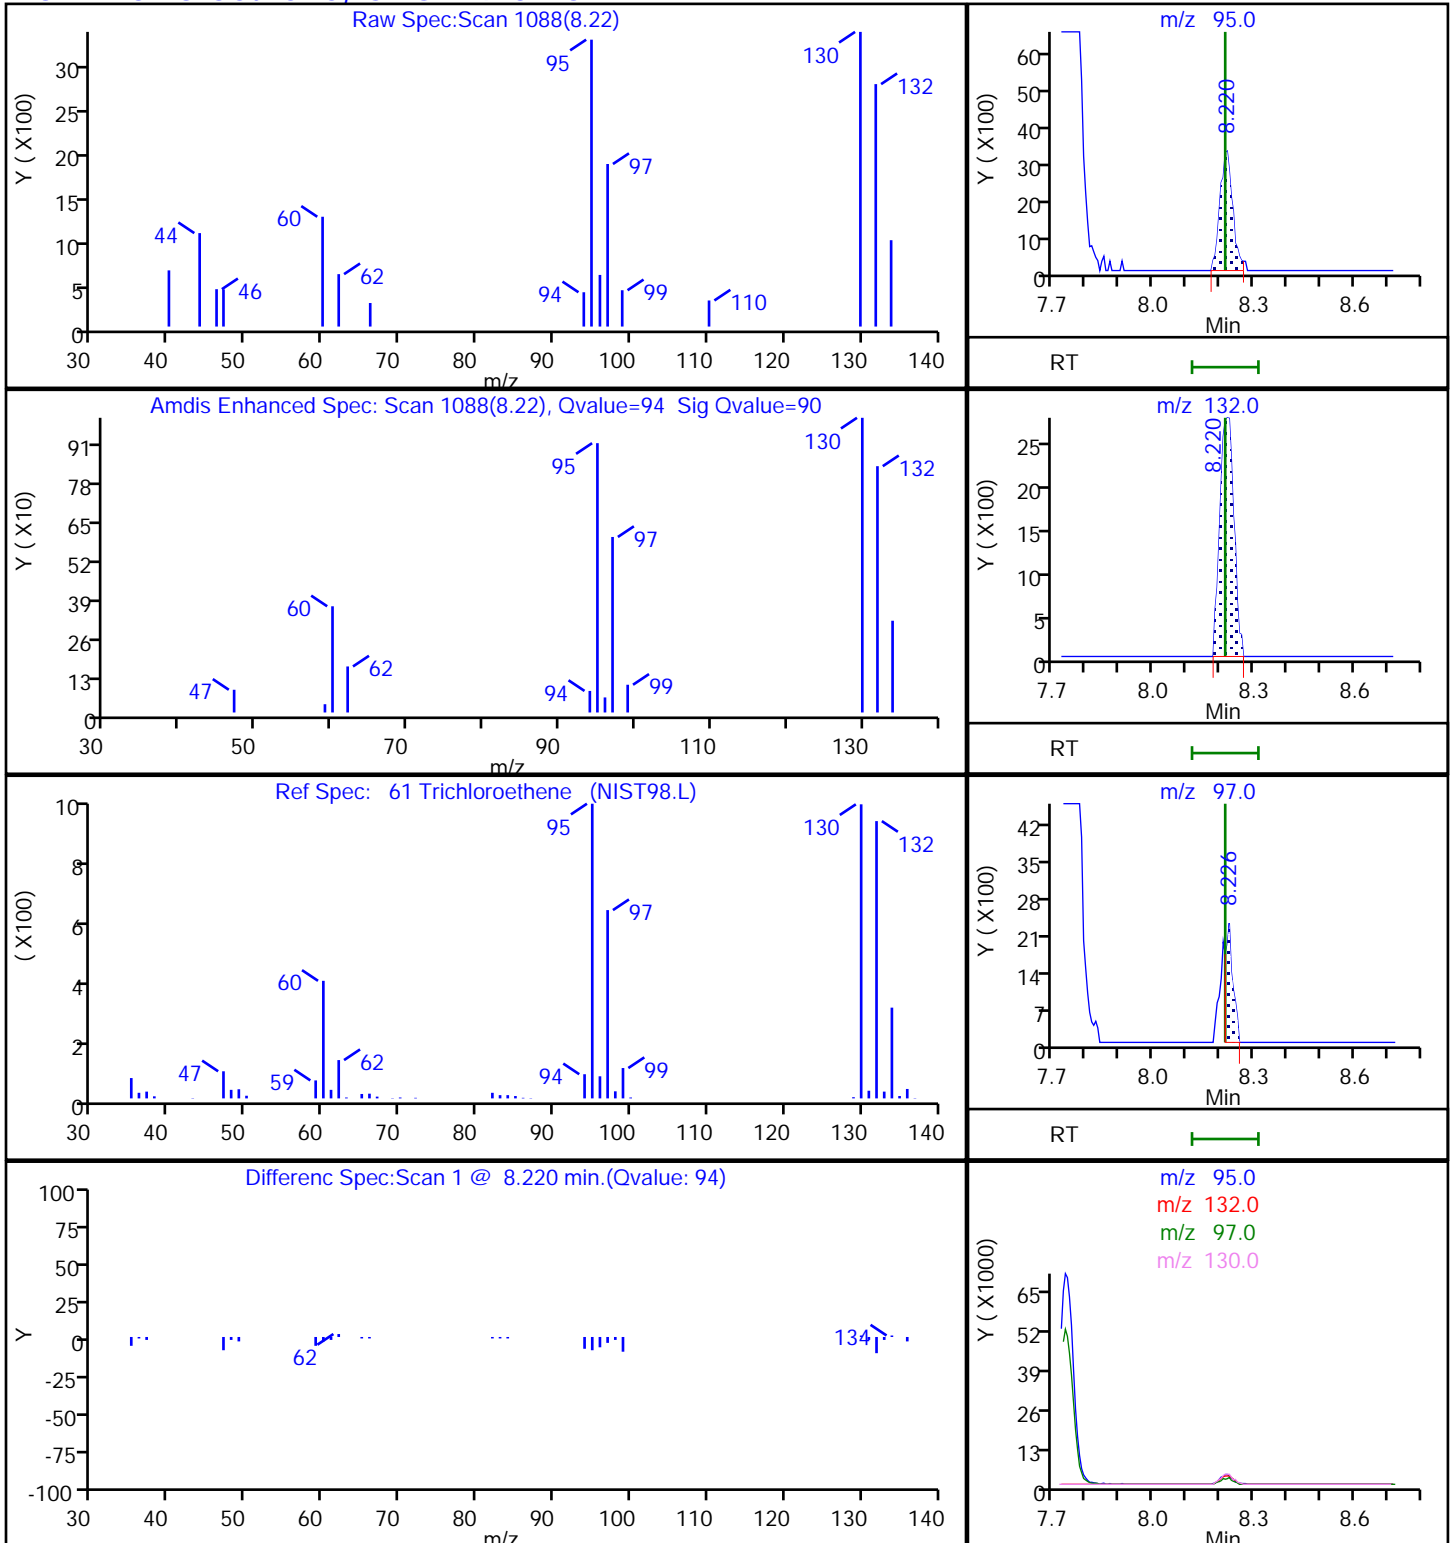 Raw Spec:Scan 1088(8.22)
Y ( X100)
30
25
20
15
10
5
0
44
46
60
62
94
95
97
99
110
130
132
30 40 50 60 70 80 90 100 110 120 130 140
m/z
m/z 95.0
Y ( X100)
60
50
40
30
20
10
0
8.220
7.7 8.0 8.3 8.6
Min
RT
Amdis Enhanced Spec: Scan 1088(8.22), Qvalue=94 Sig Qvalue=90
Y ( X10)
91
78
65
52
39
26
13
0
47
60
62
94
95
97
99
130
132
30 50 70 90 110 130
m/z
m/z 132.0
Y ( X100)
25
20
15
10
5
0
8.220
7.7 8.0 8.3 8.6
Min
RT
Ref Spec: 61 Trichloroethene (NIST98.L)
( X100)
10
8
6
4
2
0
47
59
60
62
94
95
97
99
130
132
30 40 50 60 70 80 90 100 110 120 130 140
m/z 97.0
Y ( X100)
42
35
28
21
14
7
0
8.226
7.7 8.0 8.3 8.6
Min
RT
Differenc Spec:Scan 1 @ 8.220 min.(Qvalue: 94)
Y
100
75
50
25
0
-25
-50
-75
-100
62
134
30 40 50 60 70 80 90 100 110 120 130 140
m/z
m/z 95.0
m/z 132.0
m/z 97.0
m/z 130.0
Y ( X1000)
65
52
39
26
13
0
7.7 8.0 8.3 8.6
Min